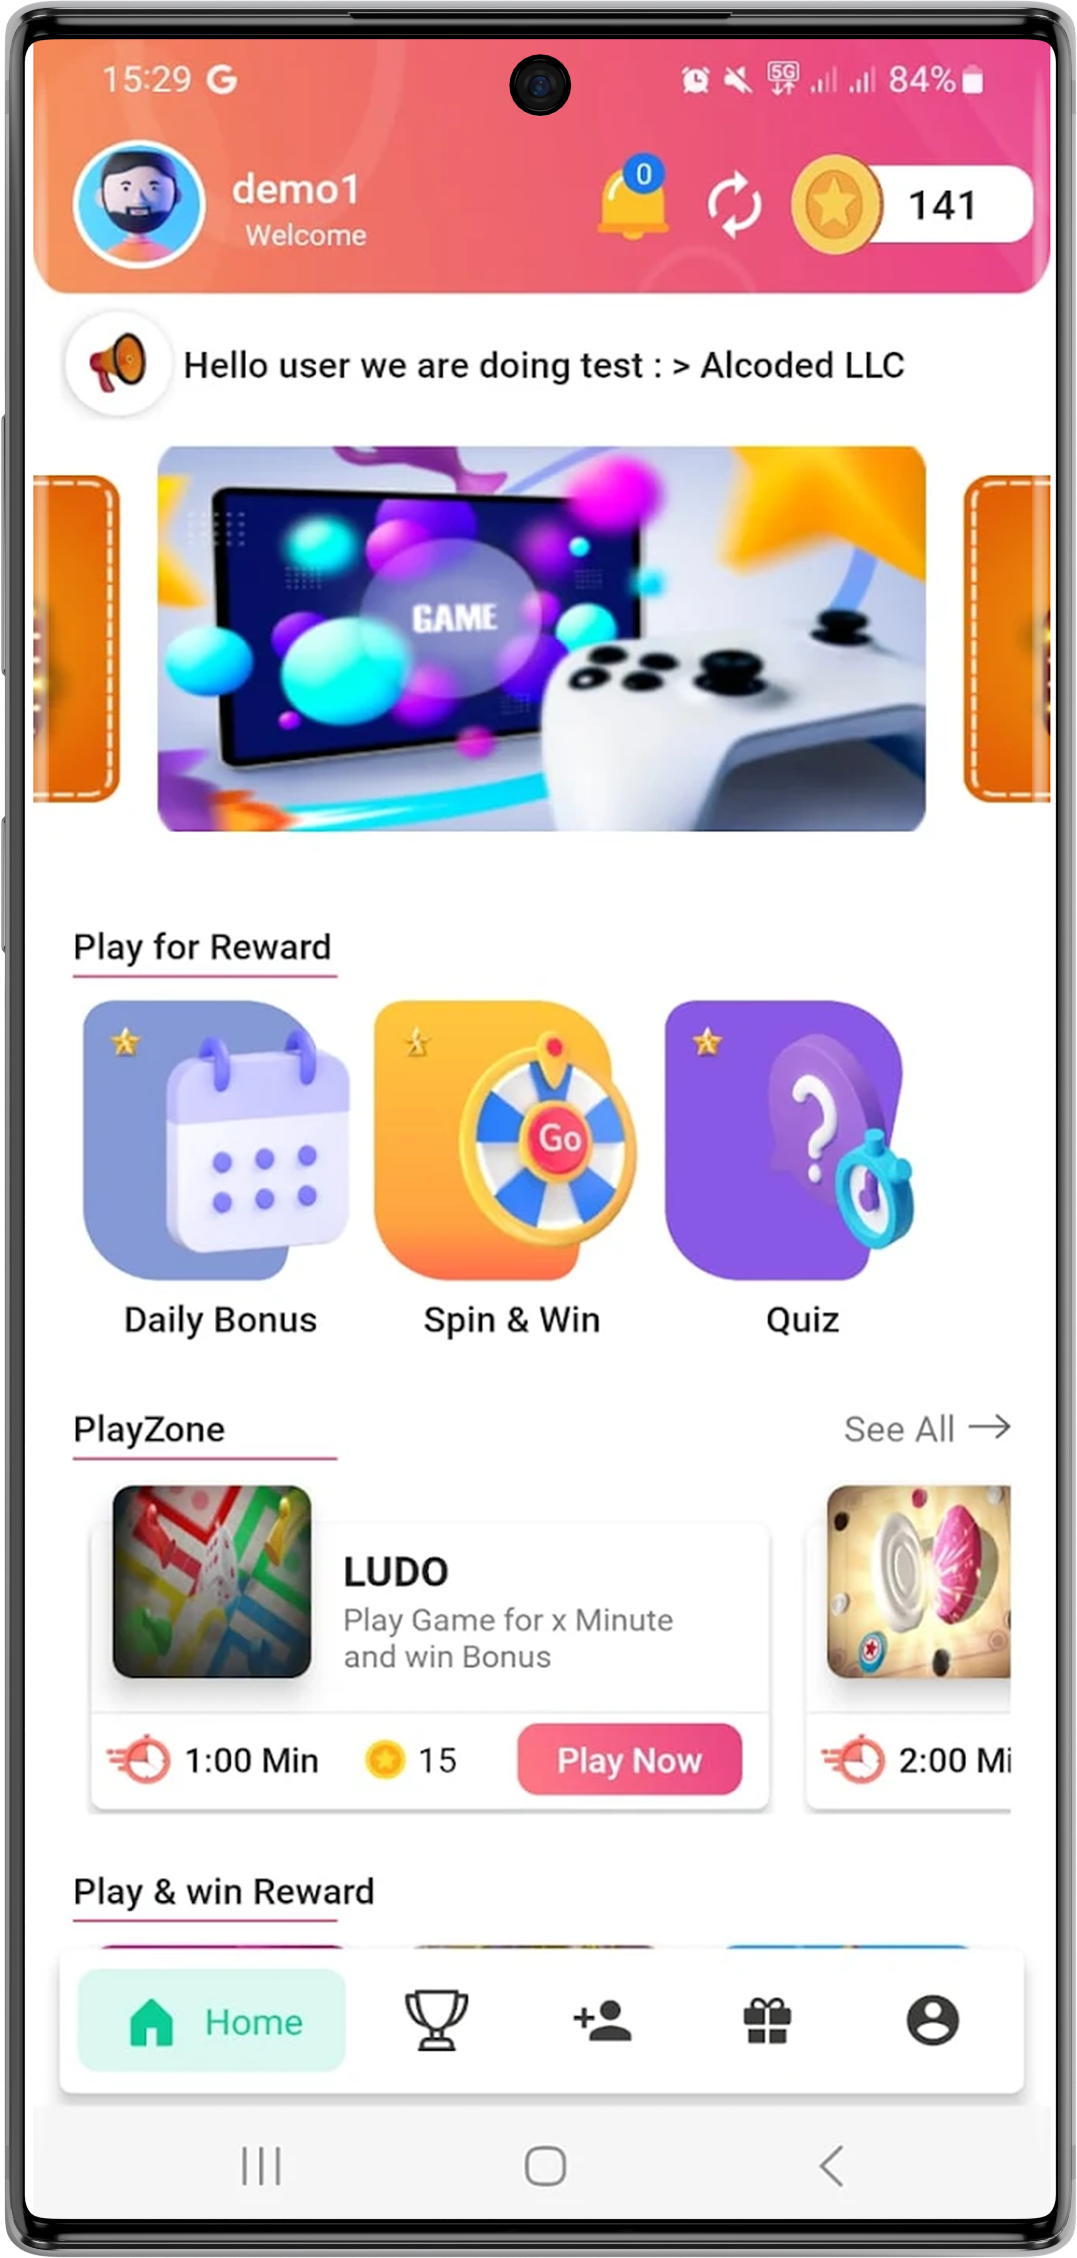 15:29 G 5G 84%
demo1
Welcome
0
141
Hello user we are doing test : > Alcoded LLC
GAME
Play for Reward
Go
Daily Bonus
Spin & Win
Quiz
PlayZone
See All
LUDO
Play Game for x Minute
and win Bonus
1:00 Min
15
Play Now
2:00 Mi
Play & win Reward
Home